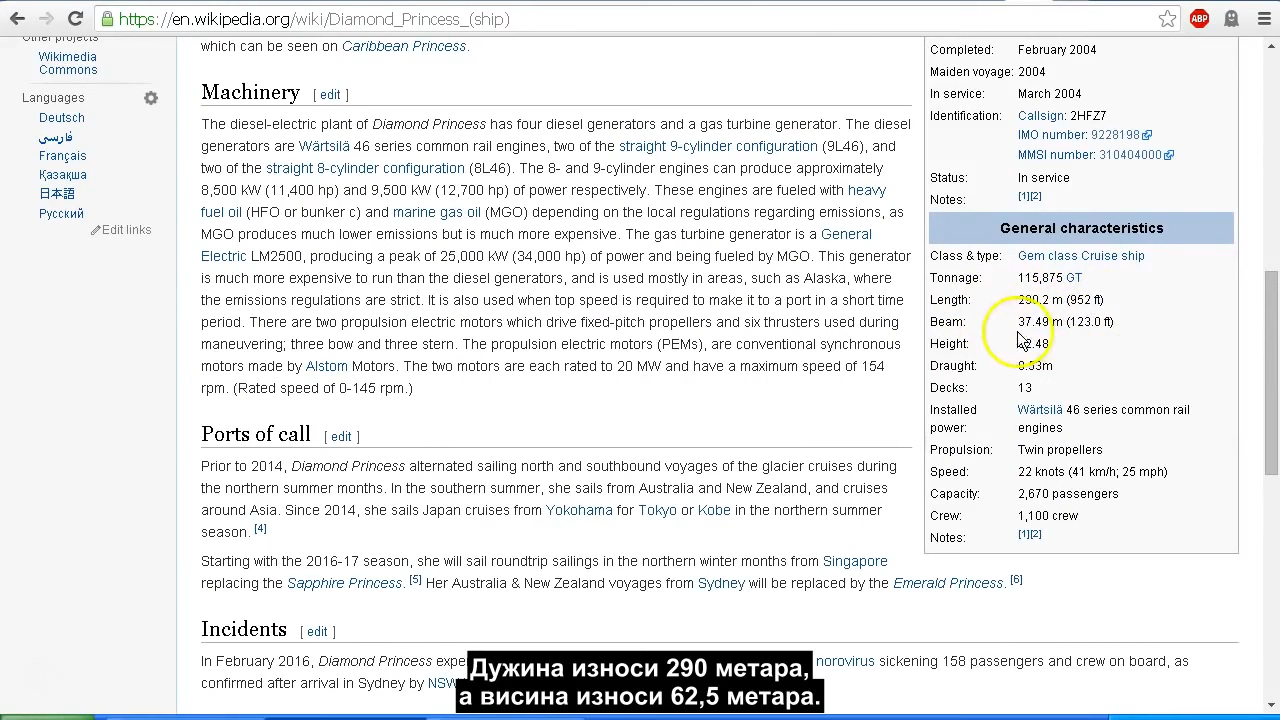 https://en.wikipedia.org/wiki/Diamond_Princess_(ship)
ABP
Other projects
Wikimedia
Commons
Languages
Deutsch
فارسی
Français
Қазақша
日本語
Русский
Edit links
which can be seen on Caribbean Princess.
Machinery [ edit ]
The diesel-electric plant of Diamond Princess has four diesel generators and a gas turbine generator. The diesel
generators are Wärtsilä 46 series common rail engines, two of the straight 9-cylinder configuration (9L46), and
two of the straight 8-cylinder configuration (8L46). The 8- and 9-cylinder engines can produce approximately
8,500 kW (11,400 hp) and 9,500 kW (12,700 hp) of power respectively. These engines are fueled with heavy
fuel oil (HFO or bunker c) and marine gas oil (MGO) depending on the local regulations regarding emissions, as
MGO produces much lower emissions but is much more expensive. The gas turbine generator is a General
Electric LM2500, producing a peak of 25,000 kW (34,000 hp) of power and being fueled by MGO. This generator
is much more expensive to run than the diesel generators, and is used mostly in areas, such as Alaska, where
the emissions regulations are strict. It is also used when top speed is required to make it to a port in a short time
period. There are two propulsion electric motors which drive fixed-pitch propellers and six thrusters used during
maneuvering; three bow and three stern. The propulsion electric motors (PEMs), are conventional synchronous
motors made by Alstom Motors. The two motors are each rated to 20 MW and have a maximum speed of 154
rpm. (Rated speed of 0-145 rpm.)
Ports of call [ edit ]
Prior to 2014, Diamond Princess alternated sailing north and southbound voyages of the glacier cruises during
the northern summer months. In the southern summer, she sails from Australia and New Zealand, and cruises
around Asia. Since 2014, she sails Japan cruises from Yokohama for Tokyo or Kobe in the northern summer
season. [4]
Starting with the 2016-17 season, she will sail roundtrip sailings in the northern winter months from Singapore
replacing the Sapphire Princess. [5] Her Australia & New Zealand voyages from Sydney will be replaced by the Emerald Princess. [6]
Incidents [ edit ]
In February 2016, Diamond Princess norovirus sickening 158 passengers and crew on board, as
confirmed after arrival in Sydney by
Completed: February 2004
Maiden voyage: 2004
In service: March 2004
Identification: Callsign: 2HFZ7
IMO number: 9228198
MMSI number: 310404000
Status: In service
Notes: [1][2]
General characteristics
Class & type: Gem class Cruise ship
Tonnage: 115,875 GT
Length: 290.2 m (952 ft)
Beam: 37.49 m (123.0 ft)
Height:
Draught:
Decks: 13
Installed Wärtsilä 46 series common rail
power: engines
Propulsion: Twin propellers
Speed: 22 knots (41 km/h; 25 mph)
Capacity: 2,670 passengers
Crew: 1,100 crew
Notes: [1][2]
Дужина износи 290 метара,
а висина износи 62,5 метара.